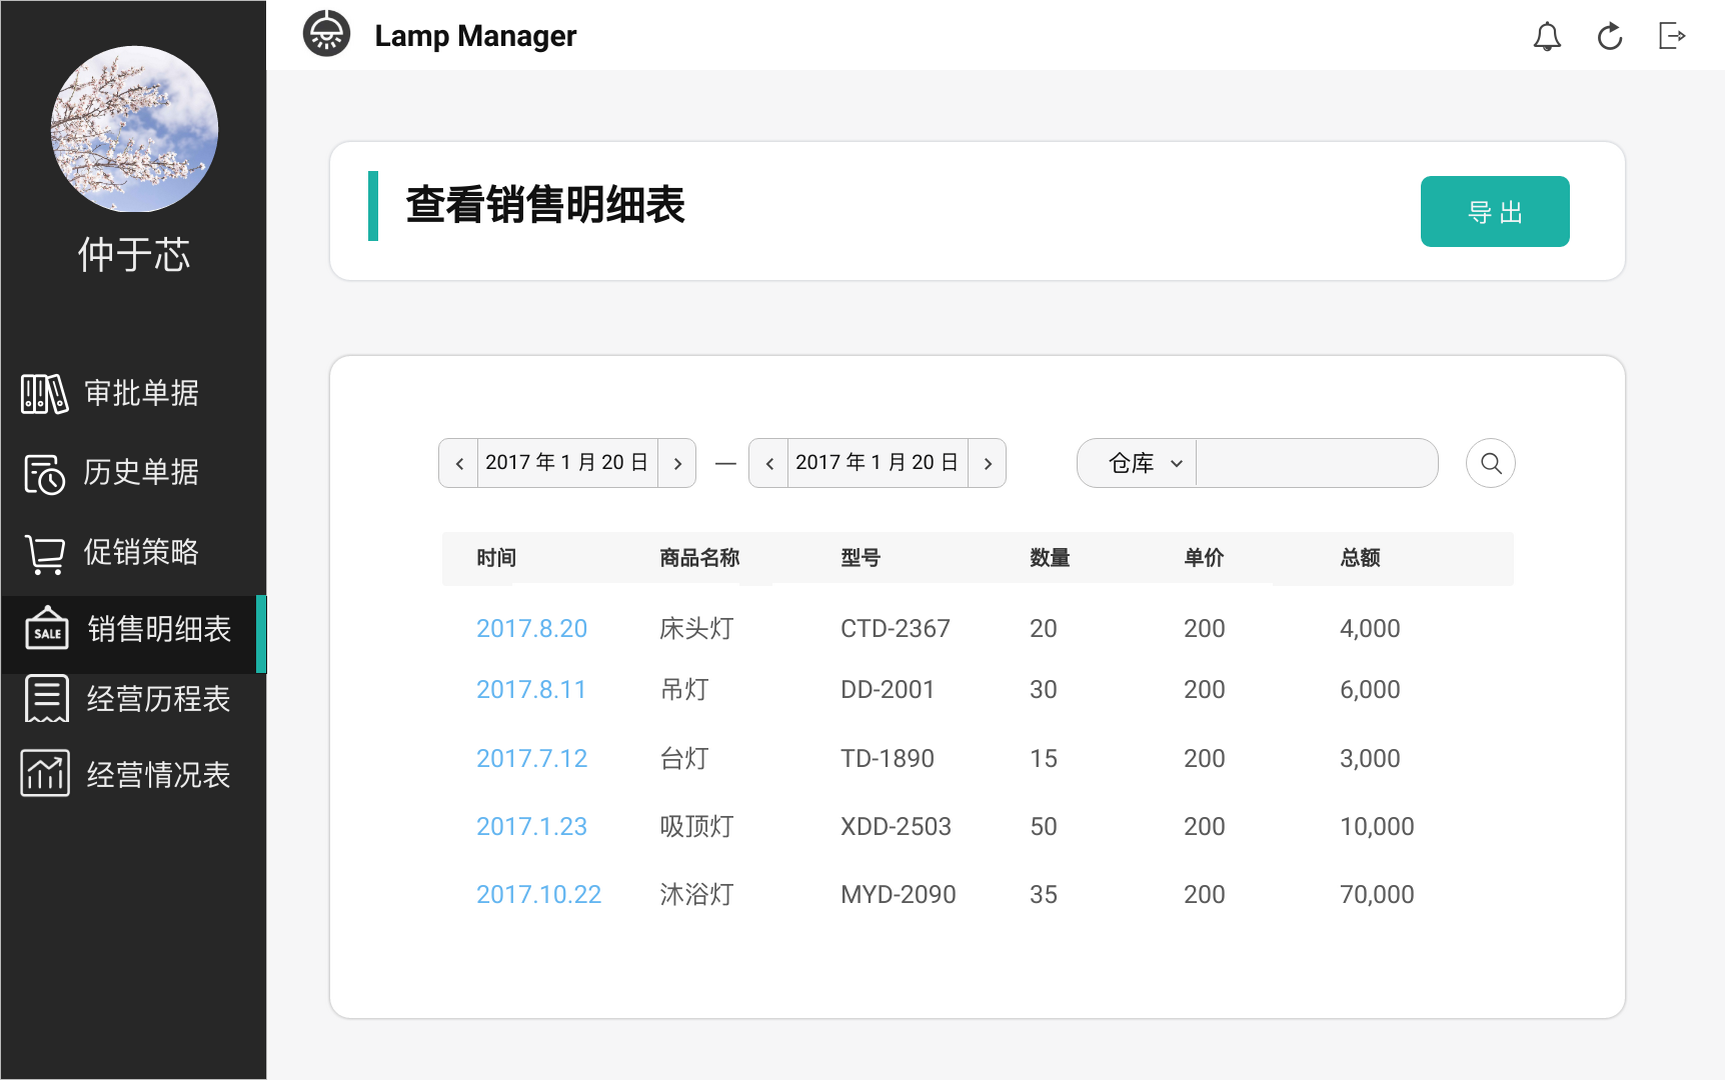 Lamp Manager
仲于芯
审批单据
历史单据
促销策略
SALE 销售明细表
经营历程表
经营情况表
查看销售明细表
导 出
2017 年 1 月 20 日 — 2017 年 1 月 20 日 仓库
时间 商品名称 型号 数量 单价 总额
2017.8.20 床头灯 CTD-2367 20 200 4,000
2017.8.11 吊灯 DD-2001 30 200 6,000
2017.7.12 台灯 TD-1890 15 200 3,000
2017.1.23 吸顶灯 XDD-2503 50 200 10,000
2017.10.22 沐浴灯 MYD-2090 35 200 70,000